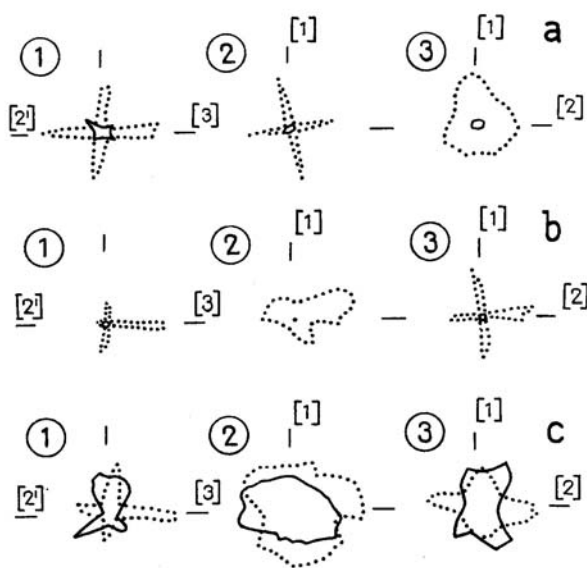 [1] [1] a
① ② ③
[2'] [3] [2]
[1] [1] b
① ② ③
[2'] [3] [2]
[1] [1] c
① ② ③
[2'] [3] [2]